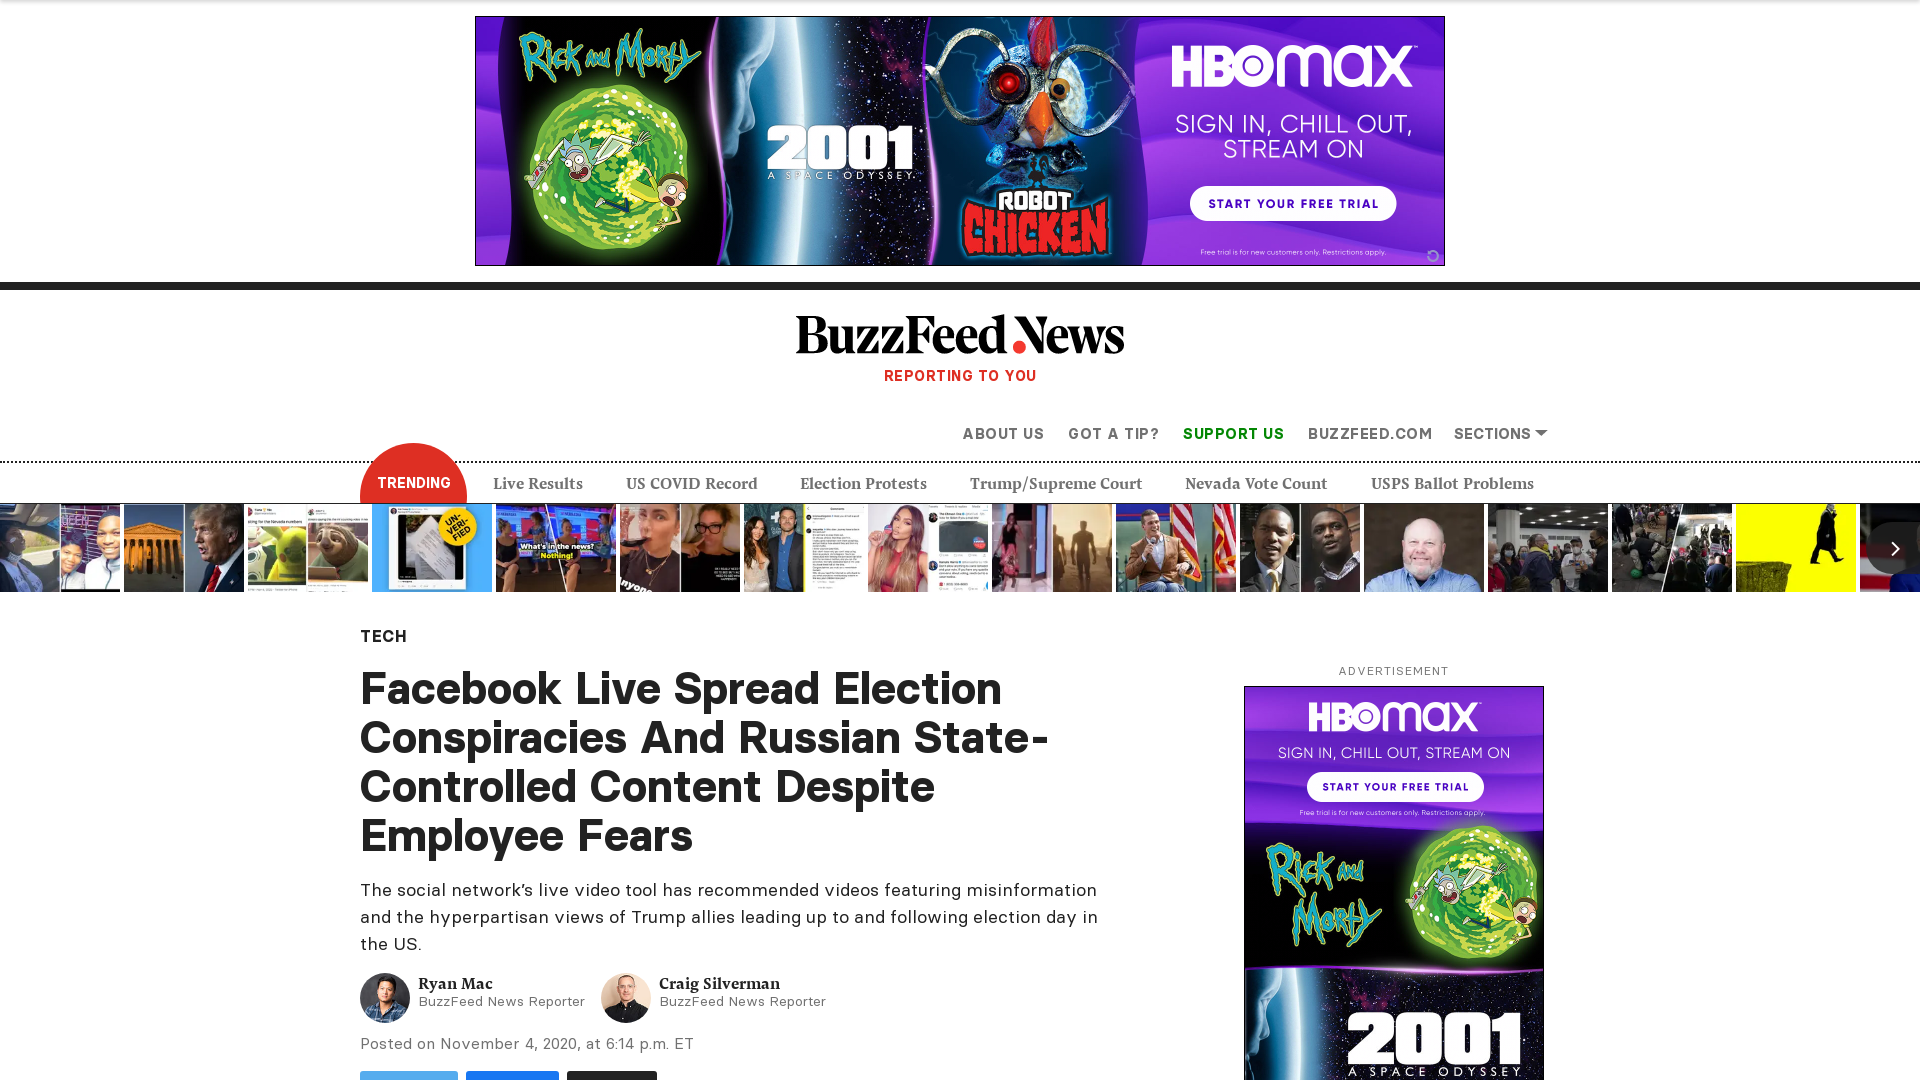 Rick and Morty
2001
A SPACE ODYSSEY
ROBOT
CHICKEN
HBOMAX
SIGN IN, CHILL OUT,
STREAM ON
START YOUR FREE TRIAL
Free trial is for new customers only. Restrictions apply.
BuzzFeed News
REPORTING TO YOU
ABOUT US GOT A TIP? SUPPORT US BUZZFEED.COM SECTIONS
TRENDING Live Results US COVID Record Election Protests Trump/Supreme Court Nevada Vote Count USPS Ballot Problems
UN-
VERI-
FIED
What's in the news?
Nothing!
TECH
Facebook Live Spread Election
Conspiracies And Russian State-
Controlled Content Despite
Employee Fears
The social network’s live video tool has recommended videos featuring misinformation
and the hyperpartisan views of Trump allies leading up to and following election day in
the US.
Ryan Mac
BuzzFeed News Reporter
Craig Silverman
BuzzFeed News Reporter
Posted on November 4, 2020, at 6:14 p.m. ET
ADVERTISEMENT
HBOMAX
SIGN IN, CHILL OUT, STREAM ON
START YOUR FREE TRIAL
Free trial is for new customers only. Restrictions apply.
Rick and
Morty
2001
A SPACE ODYSSEY